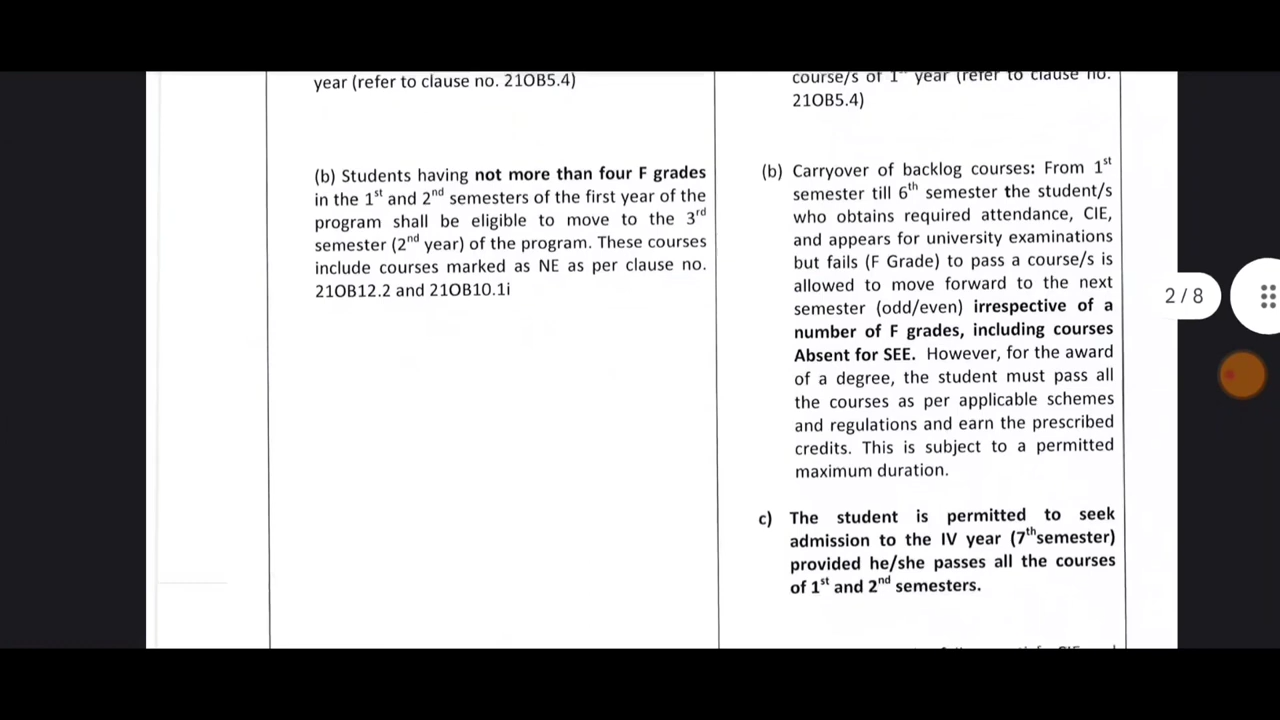 year (refer to clause no. 21OB5.4)
(b) Students having not more than four F grades
in the 1st and 2nd semesters of the first year of the
program shall be eligible to move to the 3rd
semester (2nd year) of the program. These courses
include courses marked as NE as per clause no.
21OB12.2 and 21OB10.1i
course/s of 1st year (refer to clause no.
21OB5.4)
(b) Carryover of backlog courses: From 1st
semester till 6th semester the student/s
who obtains required attendance, CIE,
and appears for university examinations
but fails (F Grade) to pass a course/s is
allowed to move forward to the next
semester (odd/even) irrespective of a
number of F grades, including courses
Absent for SEE. However, for the award
of a degree, the student must pass all
the courses as per applicable schemes
and regulations and earn the prescribed
credits. This is subject to a permitted
maximum duration.
c) The student is permitted to seek
admission to the IV year (7thsemester)
provided he/she passes all the courses
of 1st and 2nd semesters.
2 / 8